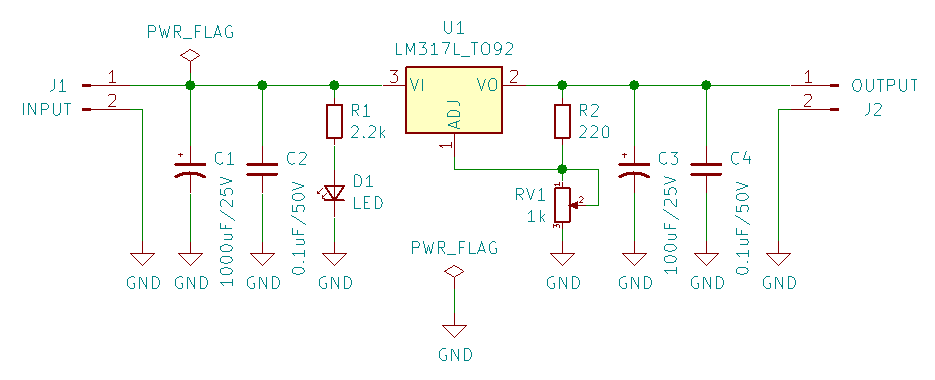 PWR_FLAG
U1
LM317L_TO92
J1
INPUT
1
2
3
VI
VO
2
ADJ
1
R1
2.2k
R2
220
1
2
OUTPUT
J2
C1
1000uF/25V
C2
0.1uF/50V
D1
LED
RV1
1k
1
2
3
C3
100uF/25V
C4
0.1uF/50V
PWR_FLAG
GND
GND
GND
GND
GND
GND
GND
GND
GND